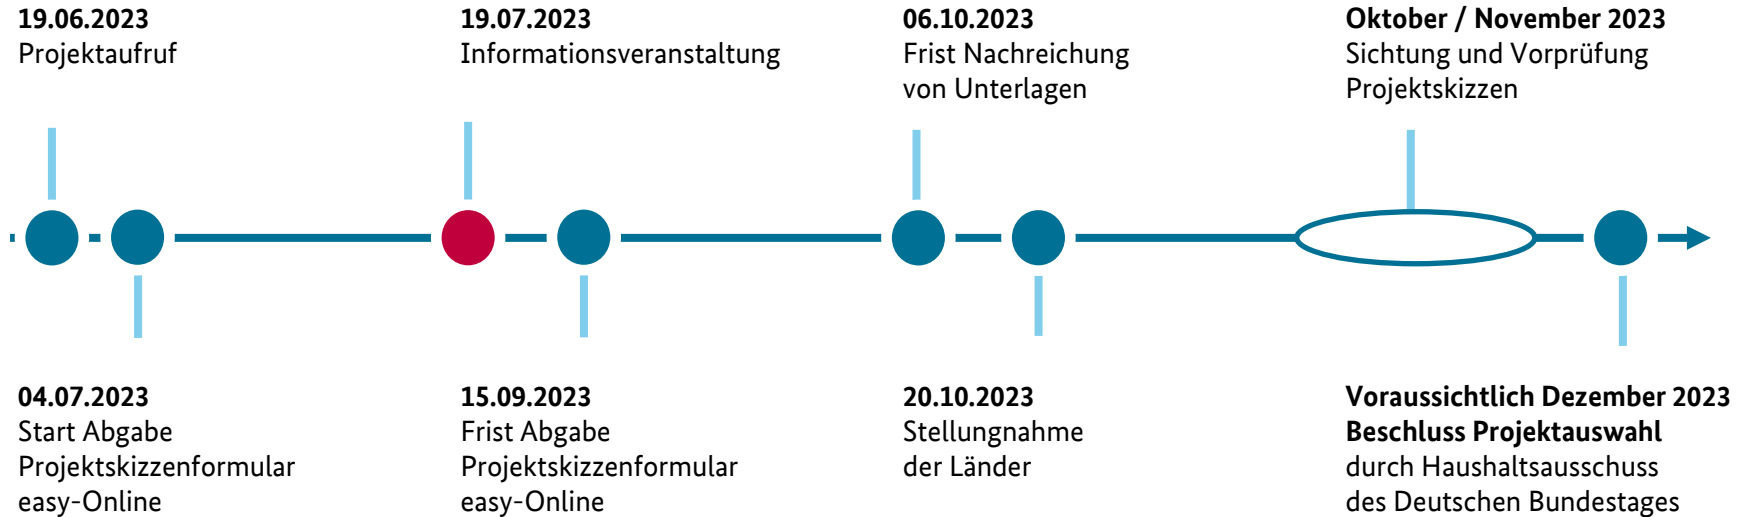 19.06.2023
Projektaufruf
19.07.2023
Informationsveranstaltung
06.10.2023
Frist Nachreichung
von Unterlagen
Oktober / November 2023
Sichtung und Vorprüfung
Projektskizzen
04.07.2023
Start Abgabe
Projektskizzenformular
easy-Online
15.09.2023
Frist Abgabe
Projektskizzenformular
easy-Online
20.10.2023
Stellungnahme
der Länder
Voraussichtlich Dezember 2023
Beschluss Projektauswahl
durch Haushaltsausschuss
des Deutschen Bundestages